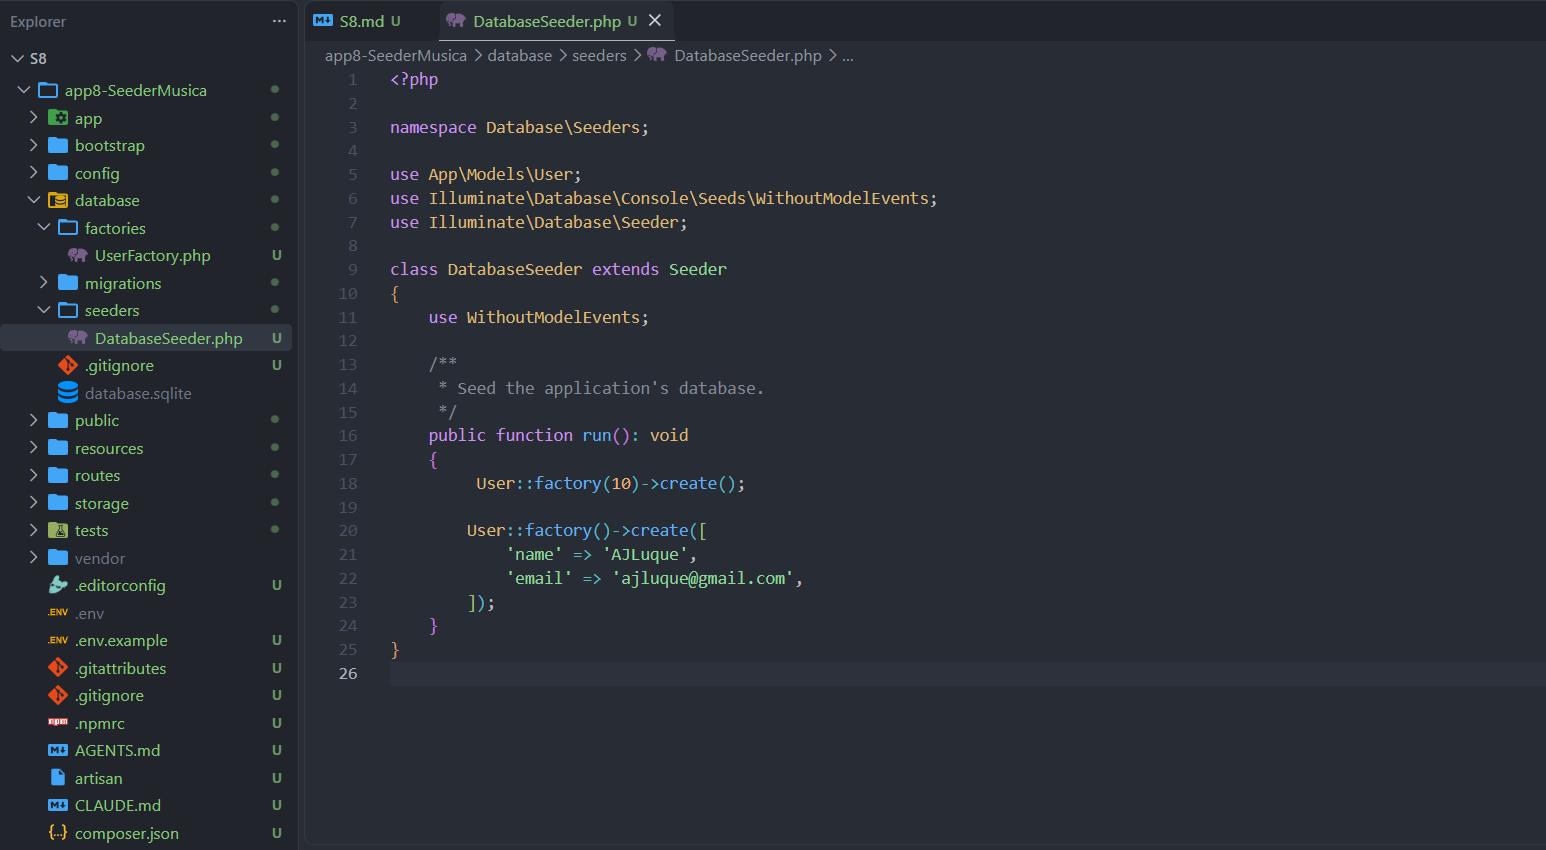 Explorer
S8
app8-SeederMusica
app
bootstrap
config
database
factories
UserFactory.php U
migrations
seeders
DatabaseSeeder.php U
.gitignore U
database.sqlite
public
resources
routes
storage
tests
vendor
.editorconfig U
.ENV .env
.ENV .env.example U
.gitattributes U
.gitignore U
npm .npmrc U
M AGENTS.md U
artisan U
M CLAUDE.md U
{..} composer.json U
M S8.md U
DatabaseSeeder.php U
app8-SeederMusica > database > seeders > DatabaseSeeder.php > ...
1 <?php
2
3 namespace Database\Seeders;
4
5 use App\Models\User;
6 use Illuminate\Database\Console\Seeds\WithoutModelEvents;
7 use Illuminate\Database\Seeder;
8
9 class DatabaseSeeder extends Seeder
10 {
11 use WithoutModelEvents;
12
13 /**
14 * Seed the application's database.
15 */
16 public function run(): void
17 {
18 User::factory(10)->create();
19
20 User::factory()->create([
21 'name' => 'AJLuque',
22 'email' => 'ajluque@gmail.com',
23 ]);
24 }
25 }
26